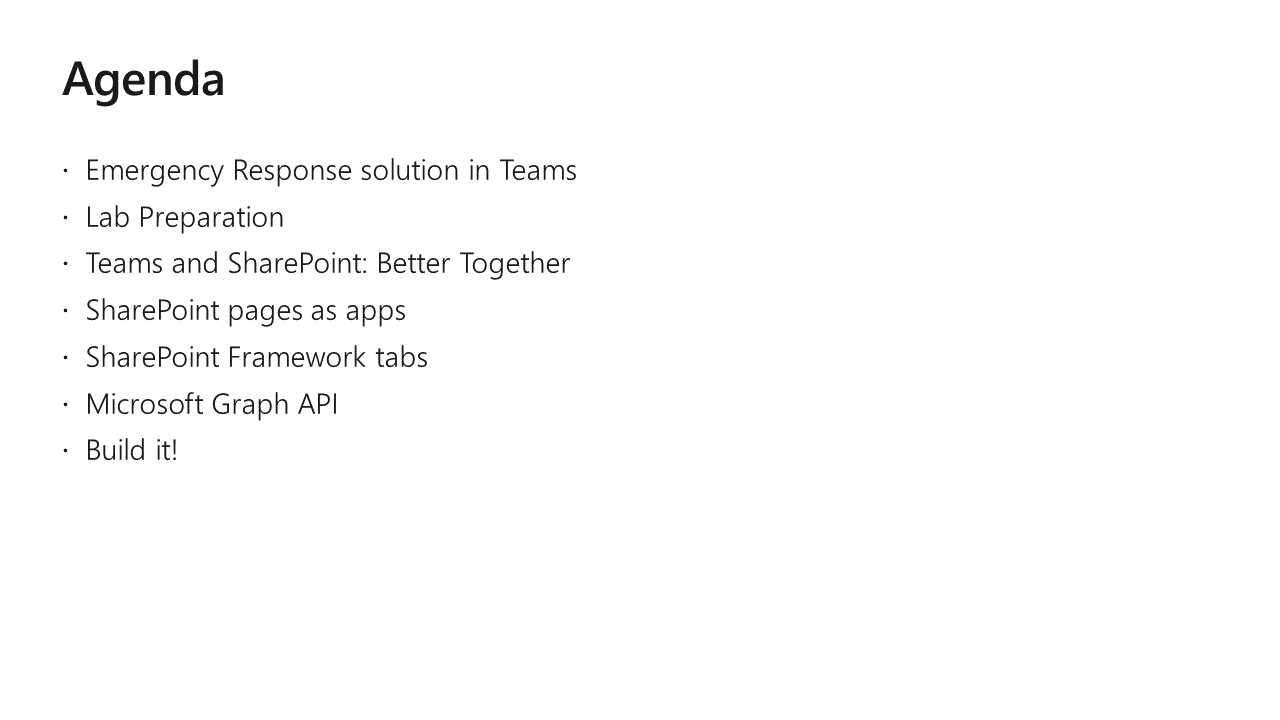 Agenda
· Emergency Response solution in Teams
· Lab Preparation
· Teams and SharePoint: Better Together
· SharePoint pages as apps
· SharePoint Framework tabs
· Microsoft Graph API
· Build it!